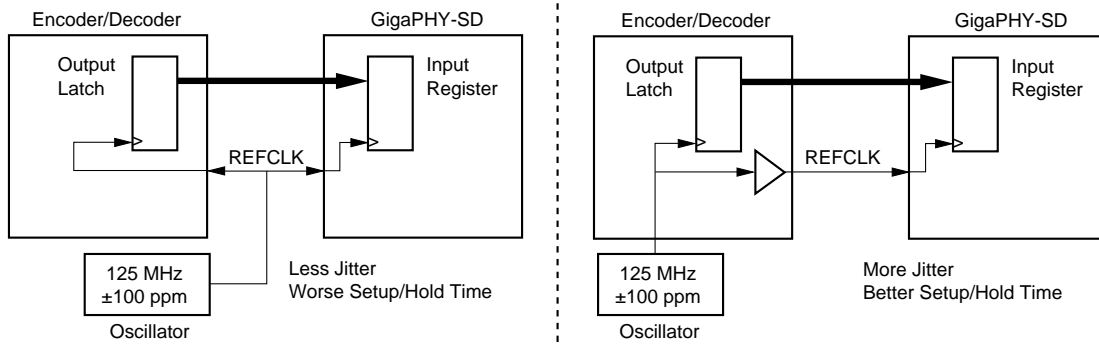 Encoder/Decoder
GigaPHY-SD
Output
Latch
Input
Register
REFCLK
125 MHz
±100 ppm
Oscillator
Less Jitter
Worse Setup/Hold Time
Encoder/Decoder
GigaPHY-SD
Output
Latch
Input
Register
REFCLK
125 MHz
±100 ppm
Oscillator
More Jitter
Better Setup/Hold Time